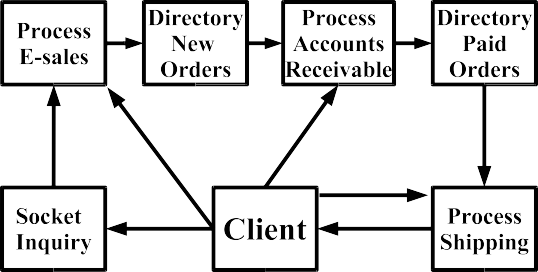 Process
E-sales
Directory
New
Orders
Process
Accounts
Receivable
Directory
Paid
Orders
Socket
Inquiry
Client
Process
Shipping